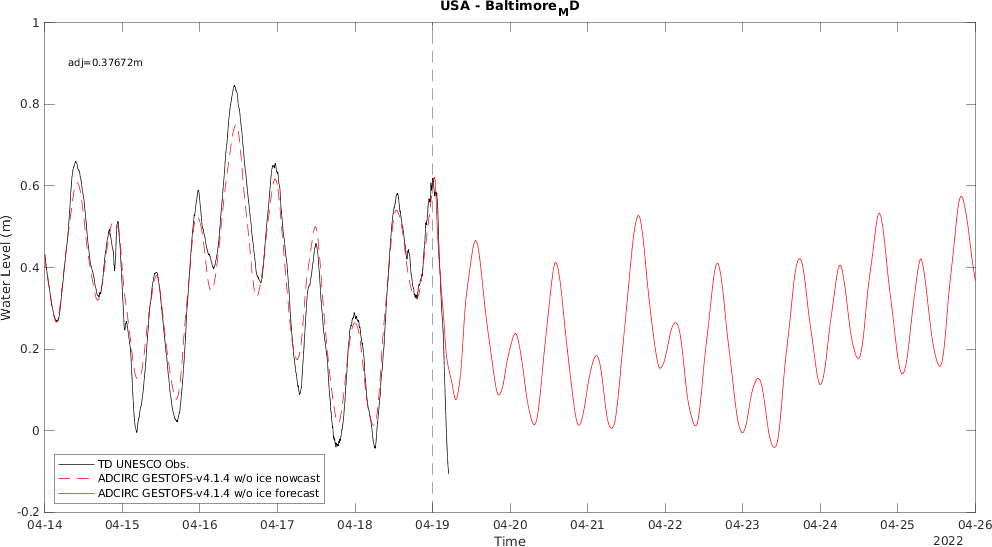 USA - Baltimore_MD
1
adj=0.37672m
0.8
0.6
0.4
0.2
0
-0.2
Water Level (m)
TD UNESCO Obs.
ADCIRC GESTOFS-v4.1.4 w/o ice nowcast
ADCIRC GESTOFS-v4.1.4 w/o ice forecast
04-14 04-15 04-16 04-17 04-18 04-19 04-20 04-21 04-22 04-23 04-24 04-25 04-26
Time
2022